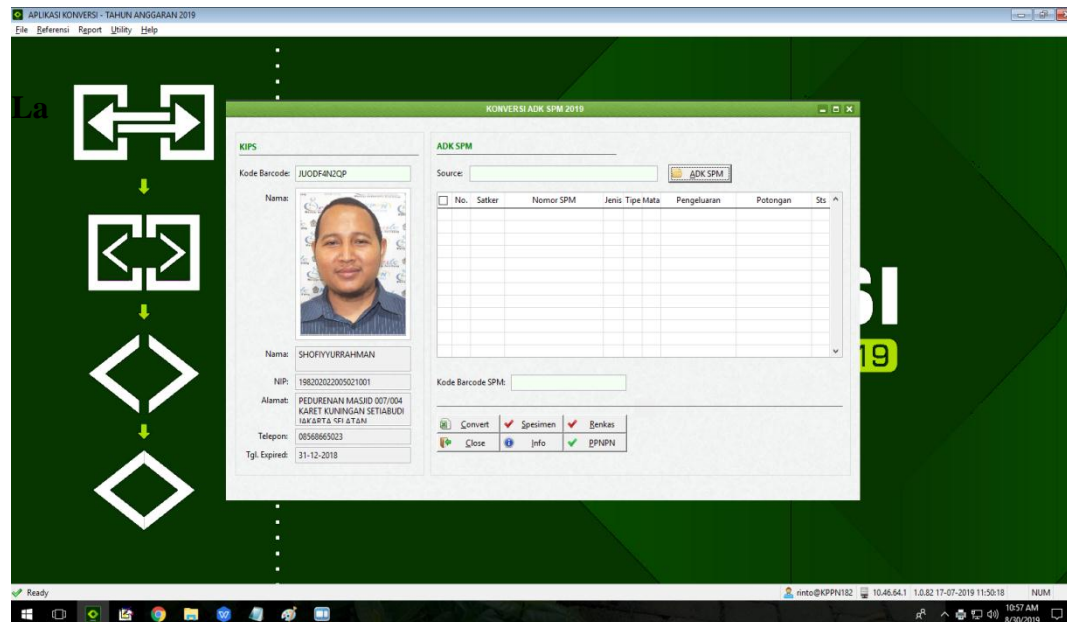 APLIKASI KONVERSI - TAHUN ANGGARAN 2019
File Referensi Report Utility Help
La
KONVERSI ADK SPM 2019
KIPS
Kode Barcode: JUODF4N2QP
Nama:
Nama: SHOFIYYURRAHMAN
NIP: 198202022005021001
Alamat: PEDURENAN MASJID 007/004
KARET KUNINGAN SETIABUDI
JAKARTA SELATAN
Telepon: 08568665023
Tgl. Expired: 31-12-2018
ADK SPM
Source: ADK SPM
No. Satker Nomor SPM Jenis Tipe Mata Pengeluaran Potongan Sts
Kode Barcode SPM:
Convert Spesimen Renkas
Close Info PPNPN
SI
19
Ready
rinto@KPPN182 10.46.64.1 1.0.82 17-07-2019 11:50:18 NUM
10:57 AM
8/30/2019